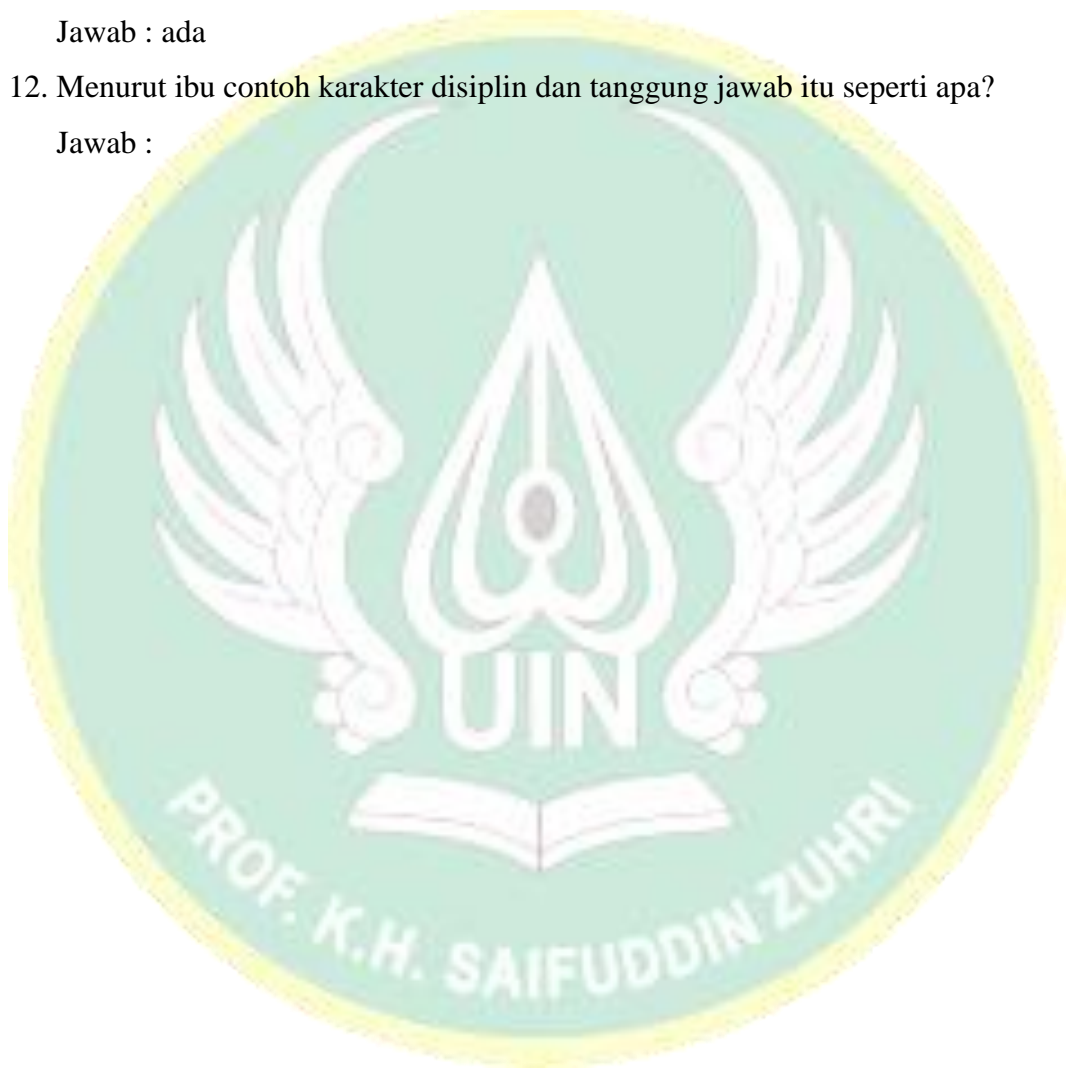 Jawab : ada
12. Menurut ibu contoh karakter disiplin dan tanggung jawab itu seperti apa?
Jawab :
UIN
PROF. K.H. SAIFUDDIN ZUHRI